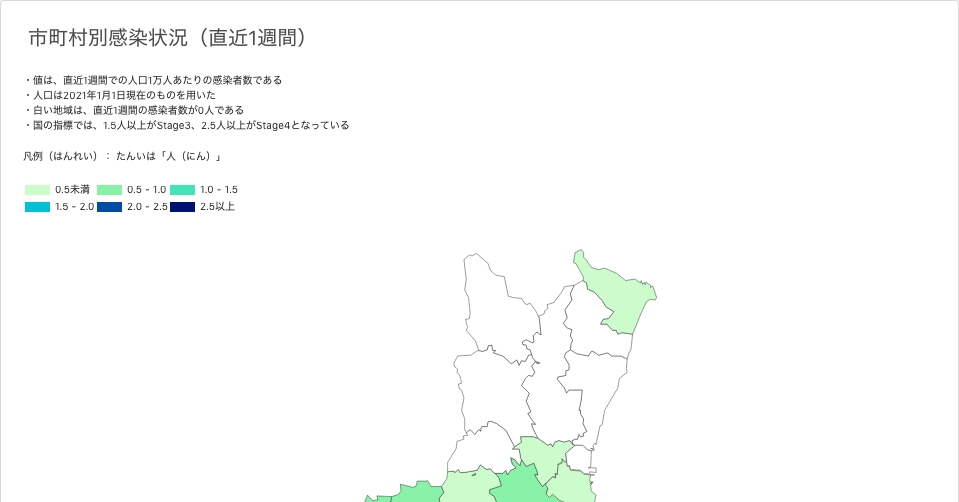 市町村別感染状況（直近1週間）
・値は、直近1週間での人口1万人あたりの感染者数である
・人口は2021年1月1日現在のものを用いた
・白い地域は、直近1週間の感染者数が0人である
・国の指標では、1.5人以上がStage3、2.5人以上がStage4となっている
凡例（はんれい）： たんいは「人（にん）」
0.5未満 0.5 - 1.0 1.0 - 1.5
1.5 - 2.0 2.0 - 2.5 2.5以上